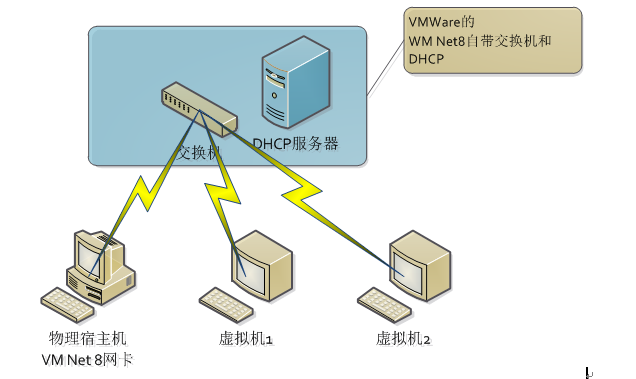 VMWare的
WM Net8自带交换机和
DHCP
DHCP服务器
交换机
物理宿主机
VM Net 8网卡
虚拟机1
虚拟机2